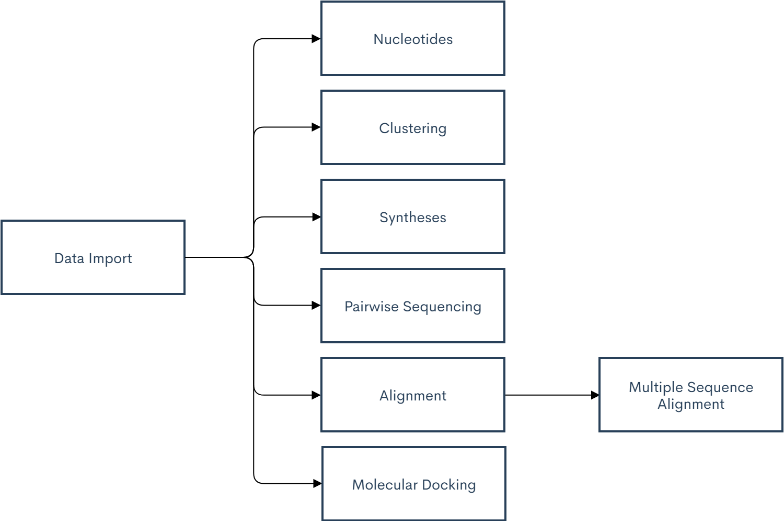 Nucleotides
Clustering
Syntheses
Data Import
Pairwise Sequencing
Alignment
Multiple Sequence
Alignment
Molecular Docking